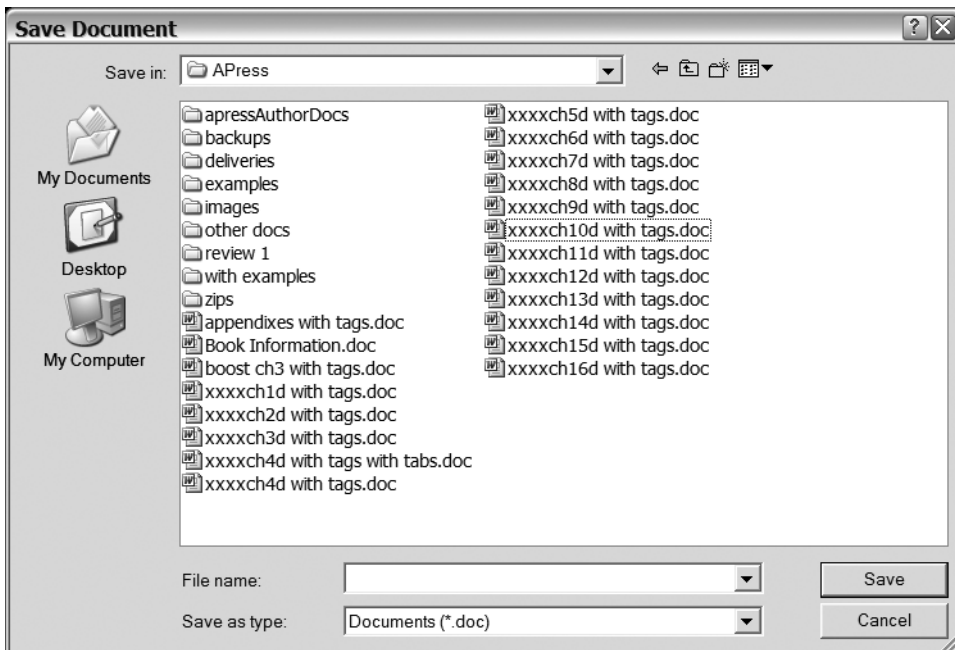 Save Document
Save in: APress
My Documents
Desktop
My Computer
apressAuthorDocs
backups
deliveries
examples
images
other docs
review 1
with examples
zips
appendixes with tags.doc
Book Information.doc
boost ch3 with tags.doc
xxxxch1d with tags.doc
xxxxch2d with tags.doc
xxxxch3d with tags.doc
xxxxch4d with tags with tabs.doc
xxxxch4d with tags.doc
xxxxch5d with tags.doc
xxxxch6d with tags.doc
xxxxch7d with tags.doc
xxxxch8d with tags.doc
xxxxch9d with tags.doc
xxxxch10d with tags.doc
xxxxch11d with tags.doc
xxxxch12d with tags.doc
xxxxch13d with tags.doc
xxxxch14d with tags.doc
xxxxch15d with tags.doc
xxxxch16d with tags.doc
File name:
Save
Save as type: Documents (*.doc)
Cancel